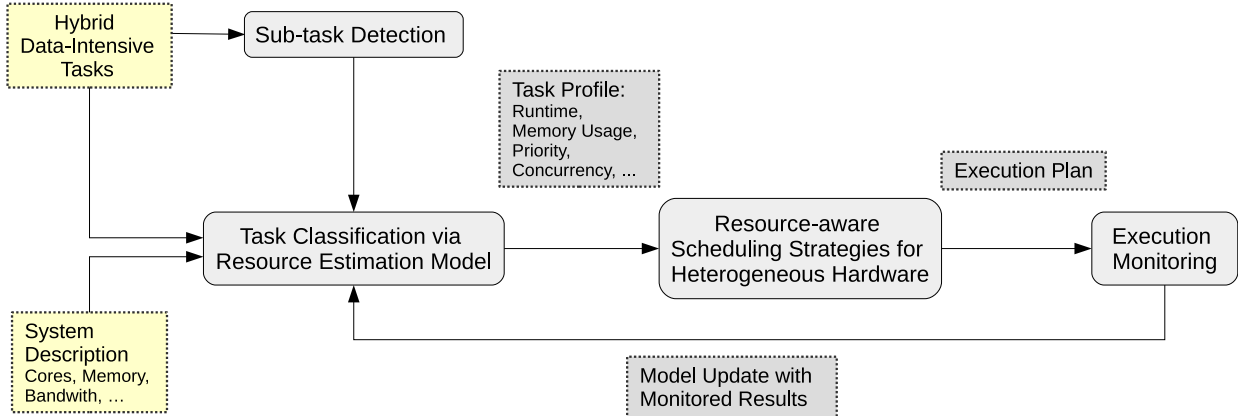 Hybrid
Data-Intensive
Tasks
Sub-task Detection
Task Profile:
Runtime,
Memory Usage,
Priority,
Concurrency, ...
Execution Plan
Task Classification via
Resource Estimation Model
Resource-aware
Scheduling Strategies for
Heterogeneous Hardware
Execution
Monitoring
System
Description
Cores, Memory,
Bandwith, ...
Model Update with
Monitored Results